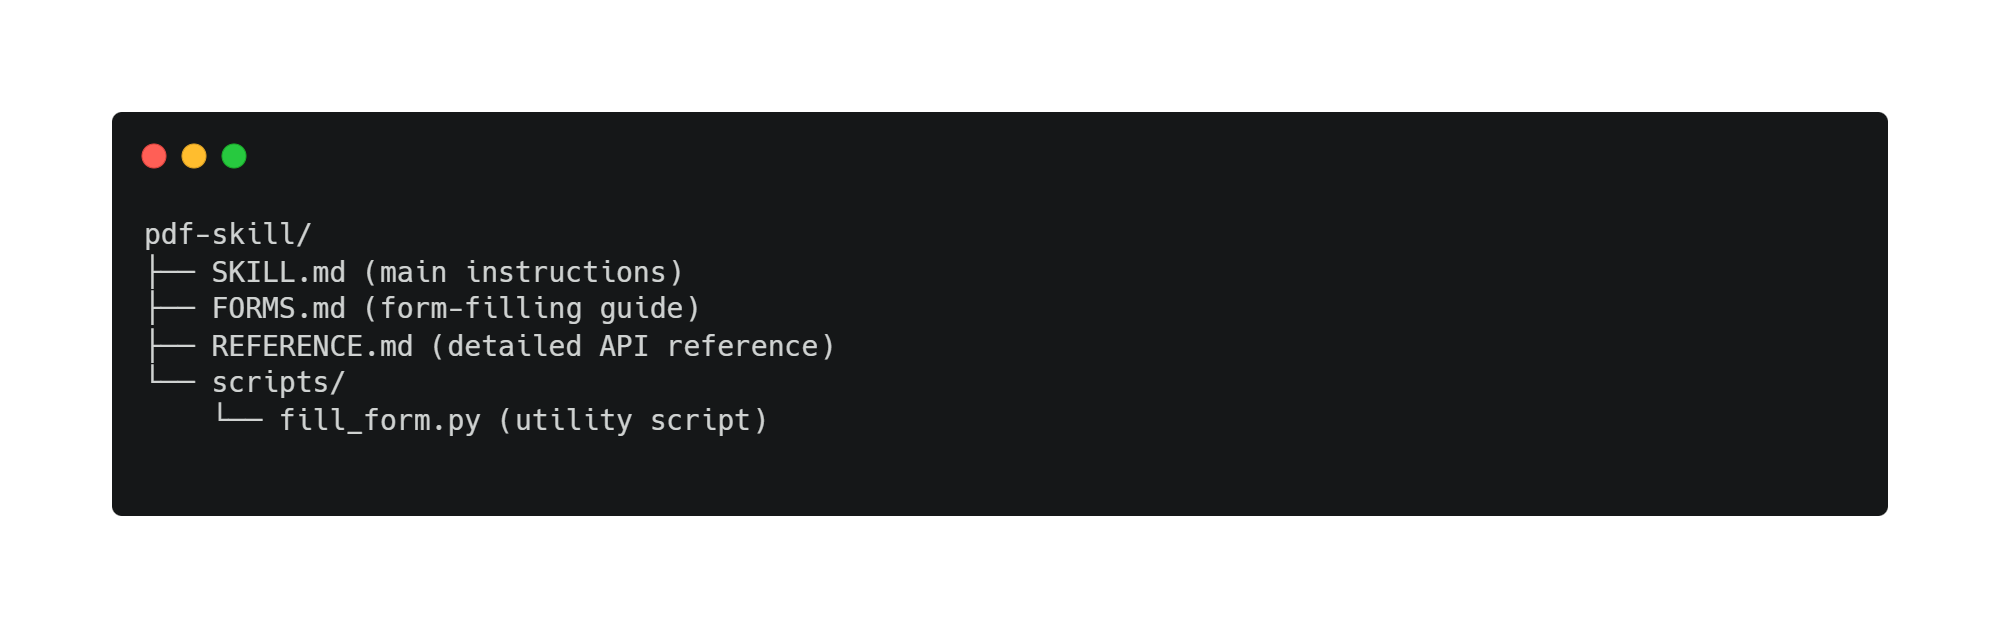 pdf-skill/
├── SKILL.md (main instructions)
├── FORMS.md (form-filling guide)
├── REFERENCE.md (detailed API reference)
└── scripts/
    └── fill_form.py (utility script)